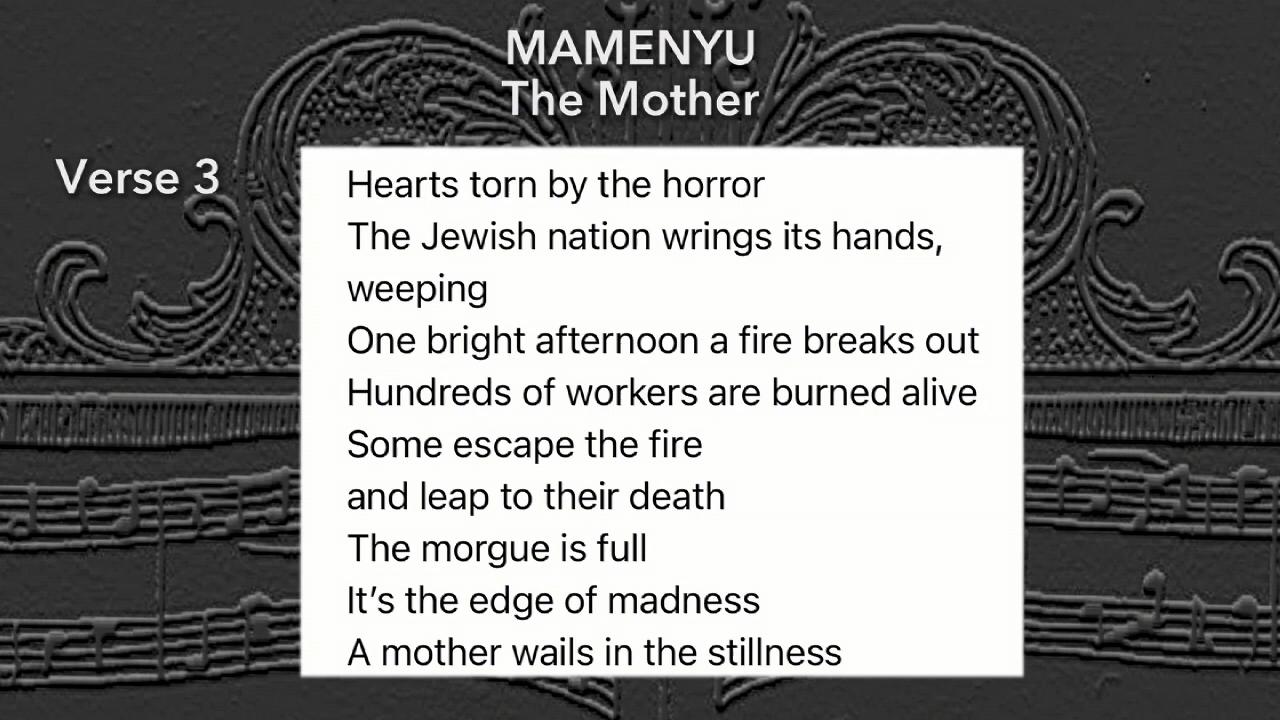 MAMENYU
The Mother
Verse 3
Hearts torn by the horror
The Jewish nation wrings its hands,
weeping
One bright afternoon a fire breaks out
Hundreds of workers are burned alive
Some escape the fire
and leap to their death
The morgue is full
It’s the edge of madness
A mother wails in the stillness